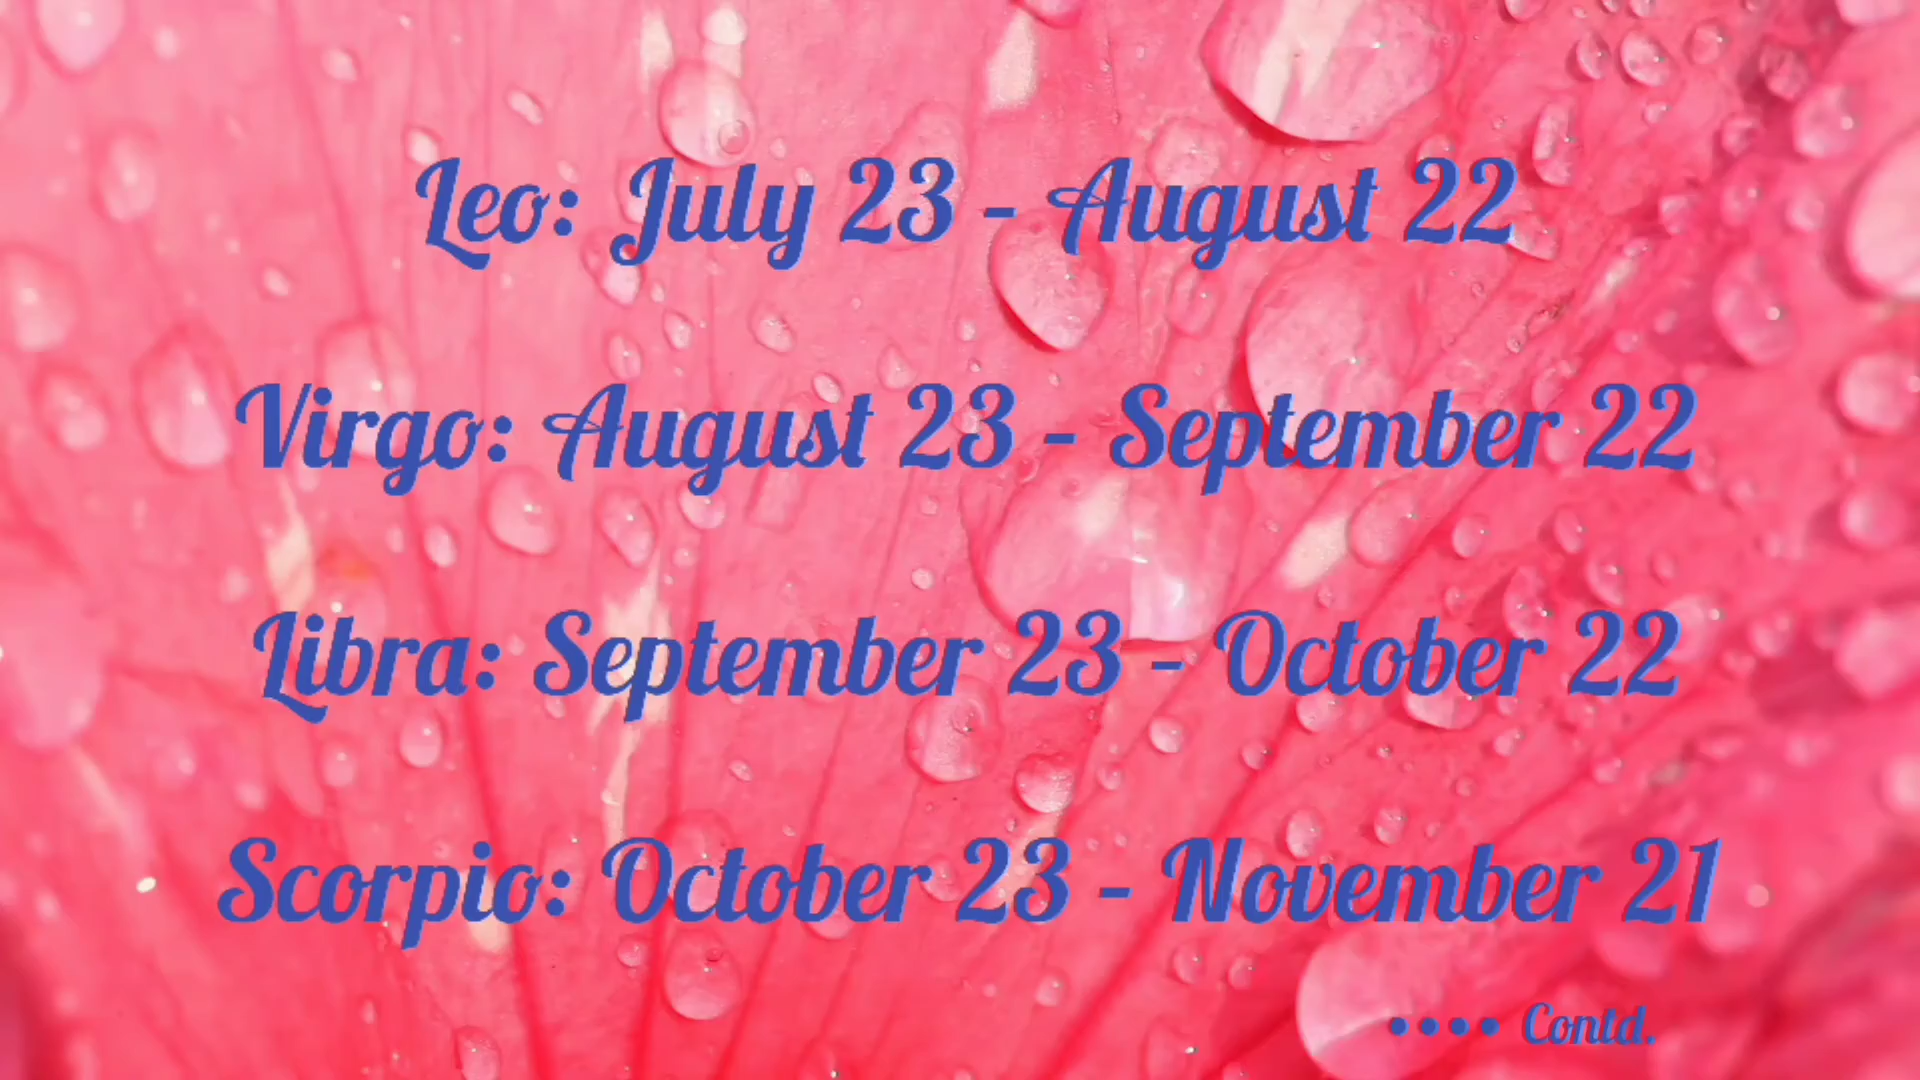 Leo: July 23 - August 22
Virgo: August 23 - September 22
Libra: September 23 - October 22
Scorpio: October 23 - November 21
•••• Contd.